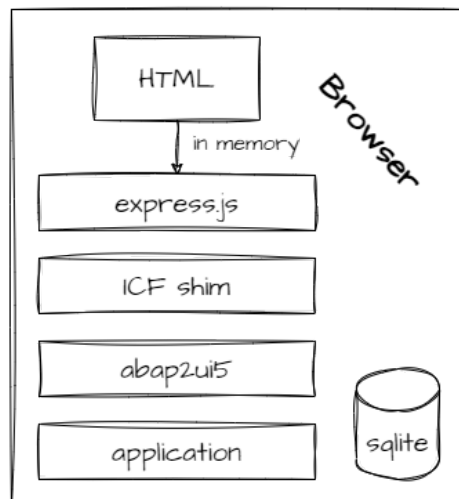 HTML
Browser
in memory
express.js
ICF shim
abap2ui5
application
sqlite